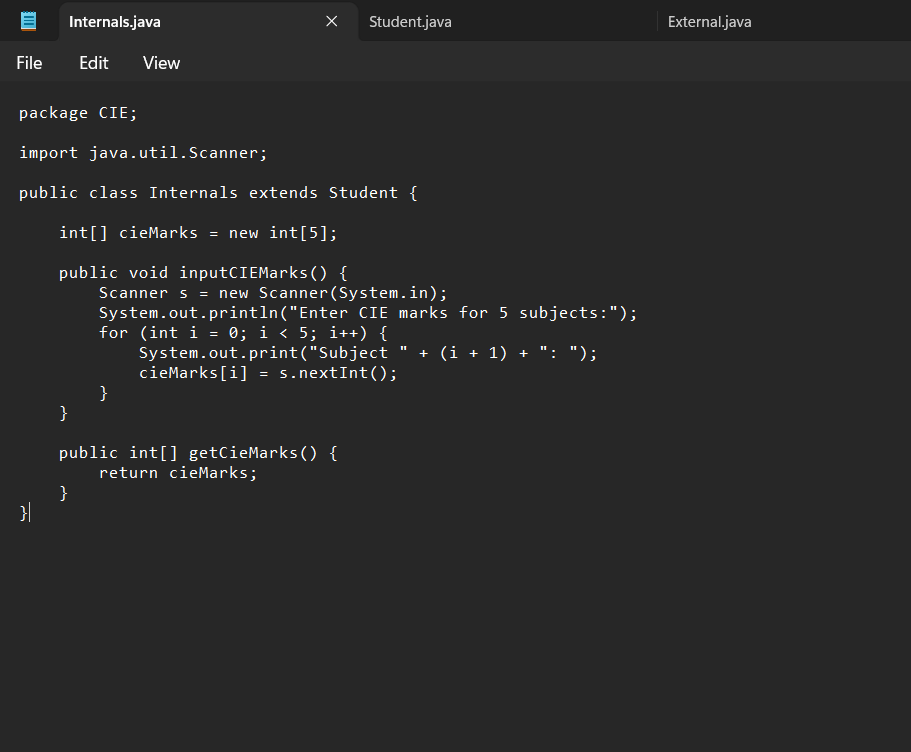 Internals.java
Student.java
External.java
File Edit View
package CIE;
import java.util.Scanner;
public class Internals extends Student {
    int[] cieMarks = new int[5];
    public void inputCIEMarks() {
        Scanner s = new Scanner(System.in);
        System.out.println("Enter CIE marks for 5 subjects:");
        for (int i = 0; i < 5; i++) {
            System.out.print("Subject " + (i + 1) + ": ");
            cieMarks[i] = s.nextInt();
        }
    }
    public int[] getCieMarks() {
        return cieMarks;
    }
}